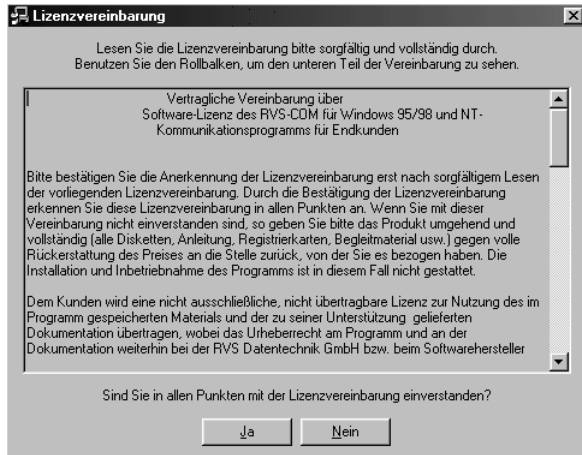 Lizenzvereinbarung
Lesen Sie die Lizenzvereinbarung bitte sorgfältig und vollständig durch.
Benutzen Sie den Rollbalken, um den unteren Teil der Vereinbarung zu sehen.
Vertragliche Vereinbarung über
Software-Lizenz des RVS-COM für Windows 95/98 und NT-
Kommunikationsprogramms für Endkunden
Bitte bestätigen Sie die Anerkennung der Lizenzvereinbarung erst nach sorgfältigem Lesen
der vorliegenden Lizenzvereinbarung. Durch die Bestätigung der Lizenzvereinbarung
erkennen Sie diese Lizenzvereinbarung in allen Punkten an. Wenn Sie mit dieser
Vereinbarung nicht einverstanden sind, so geben Sie bitte das Produkt umgehend und
vollständig (alle Disketten, Anleitung, Registrierkarten, Begleitmaterial usw.) gegen volle
Rückerstattung des Preises an die Stelle zurück, von der Sie es bezogen haben. Die
Installation und Inbetriebnahme des Programms ist in diesem Fall nicht gestattet.
Dem Kunden wird eine nicht ausschließliche, nicht übertragbare Lizenz zur Nutzung des im
Programm gespeicherten Materials und der zu seiner Unterstützung gelieferten
Dokumentation übertragen, wobei das Urheberrecht am Programm und an der
Dokumentation weiterhin bei der RVS Datentechnik GmbH bzw. beim Softwarehersteller
Sind Sie in allen Punkten mit der Lizenzvereinbarung einverstanden?
Ja Nein